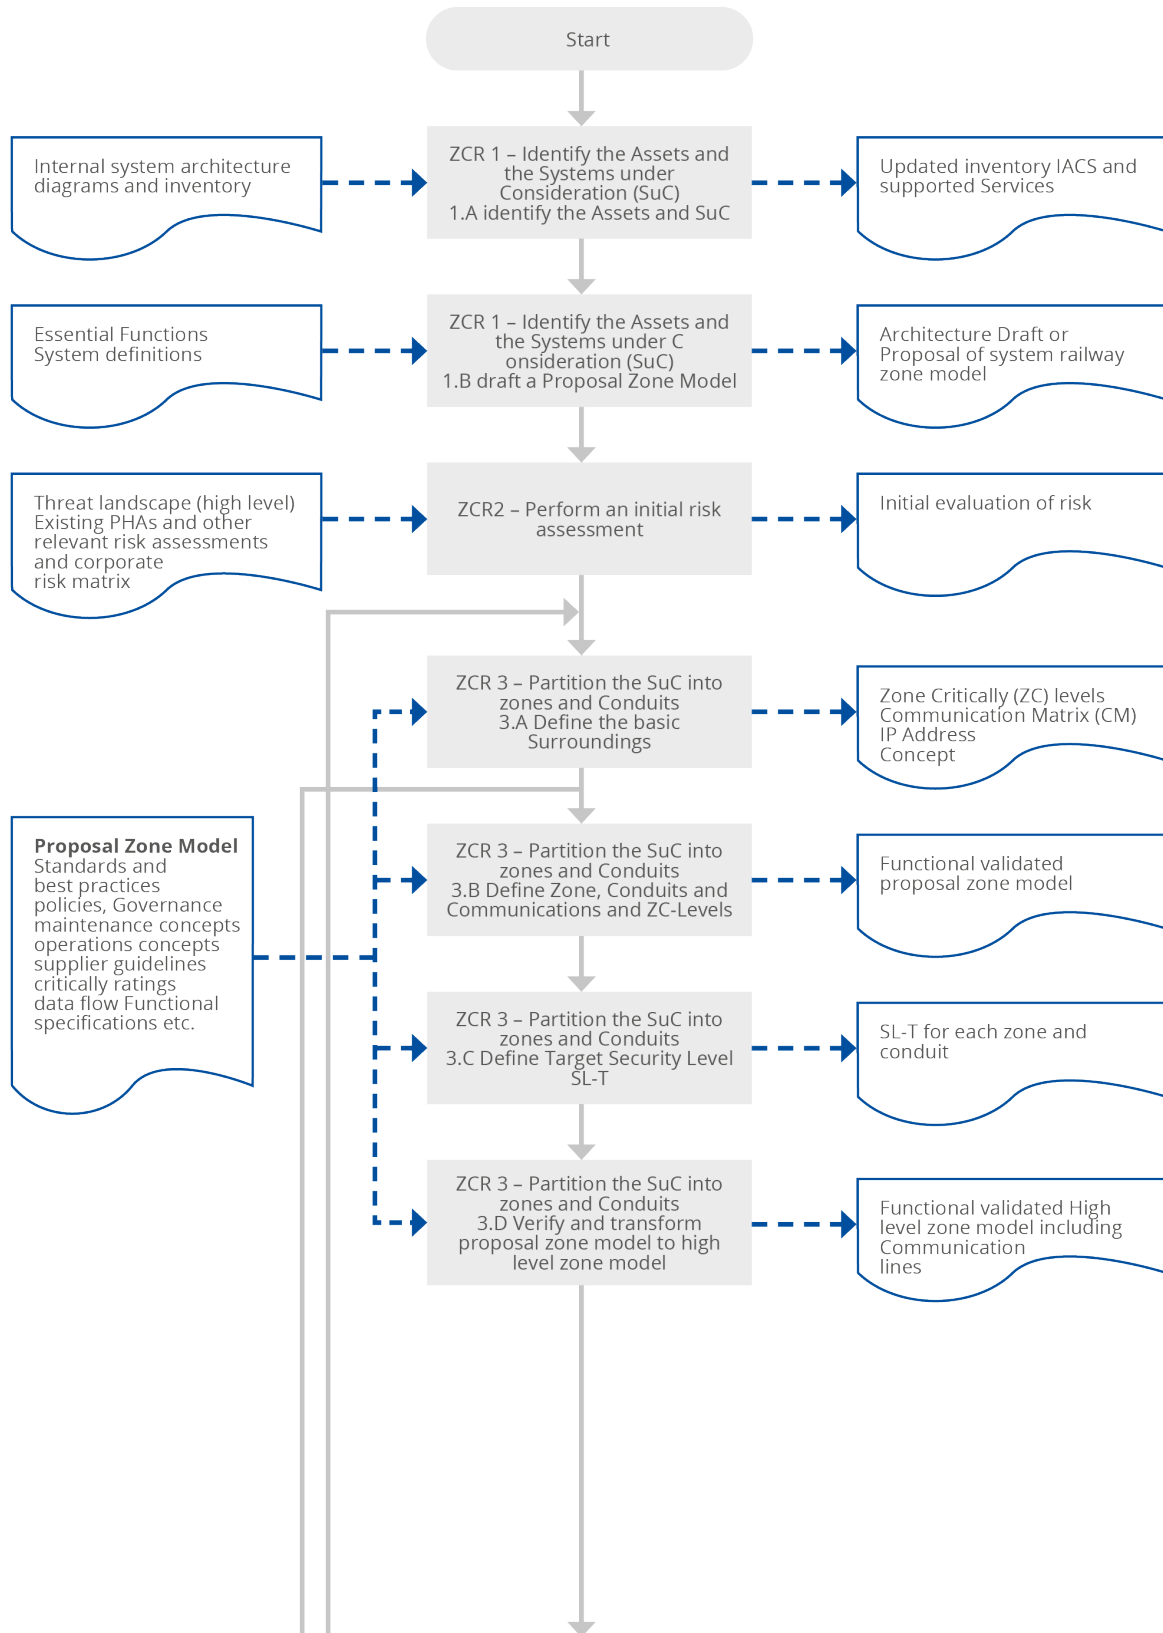 Start
Internal system architecture
diagrams and inventory
ZCR 1 – Identify the Assets and
the Systems under
Consideration (SuC)
1.A identify the Assets and SuC
Updated inventory IACS and
supported Services
Essential Functions
System definitions
ZCR 1 – Identify the Assets and
the Systems under C
onsideration (SuC)
1.B draft a Proposal Zone Model
Architecture Draft or
Proposal of system railway
zone model
Threat landscape (high level)
Existing PHAs and other
relevant risk assessments
and corporate
risk matrix
ZCR2 – Perform an initial risk
assessment
Initial evaluation of risk
ZCR 3 – Partition the SuC into
zones and Conduits
3.A Define the basic
Surroundings
Zone Critically (ZC) levels
Communication Matrix (CM)
IP Address
Concept
Proposal Zone Model
Standards and
best practices
policies, Governance
maintenance concepts
operations concepts
supplier guidelines
critically ratings
data flow Functional
specifications etc.
ZCR 3 – Partition the SuC into
zones and Conduits
3.B Define Zone, Conduits and
Communications and ZC-Levels
Functional validated
proposal zone model
ZCR 3 – Partition the SuC into
zones and Conduits
3.C Define Target Security Level
SL-T
SL-T for each zone and
conduit
ZCR 3 – Partition the SuC into
zones and Conduits
3.D Verify and transform
proposal zone model to high
level zone model
Functional validated High
level zone model including
Communication
lines